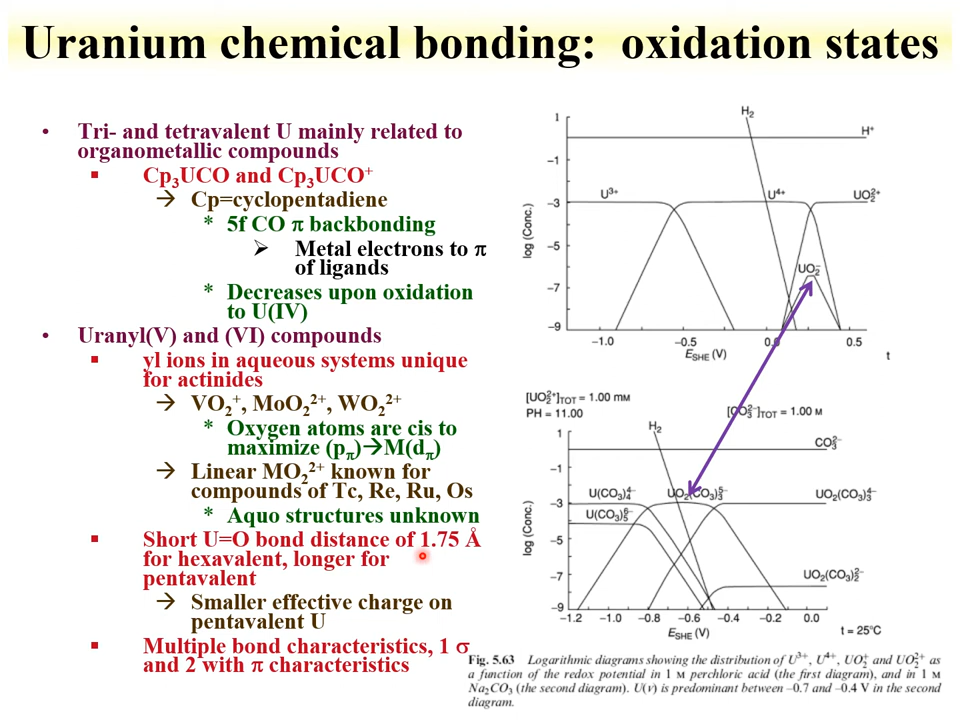 Uranium chemical bonding: oxidation states
• Tri- and tetravalent U mainly related to
organometallic compounds
▪ Cp₃UCO and Cp₃UCO⁺
→ Cp=cyclopentadiene
* 5f CO π backbonding
➢ Metal electrons to π
of ligands
* Decreases upon oxidation
to U(IV)
• Uranyl(V) and (VI) compounds
▪ yl ions in aqueous systems unique
for actinides
→ VO₂⁺, MoO₂²⁺, WO₂²⁺
* Oxygen atoms are cis to
maximize (pπ)→M(dπ)
→ Linear MO₂²⁺ known for
compounds of Tc, Re, Ru, Os
* Aquo structures unknown
▪ Short U=O bond distance of 1.75 Å
for hexavalent, longer for
pentavalent
→ Smaller effective charge on
pentavalent U
▪ Multiple bond characteristics, 1 σ
and 2 with π characteristics
H₂
1
H⁺
−1
U³⁺ U⁴⁺ UO₂²⁺
−3
log (Conc.)
−5
UO₂⁻
−7
−9
−1.0 −0.5 0.0 0.5
E_SHE (V) t
[UO₂²⁺]TOT = 1.00 mM
PH = 11.00 [CO₃²⁻]TOT = 1.00 M
H₂
1
CO₃²⁻
−1
U(CO₃)₄⁴⁻ UO₂(CO₃)₃⁵⁻ UO₂(CO₃)₃⁴⁻
−3
U(CO₃)₅⁶⁻
log (Conc.)
−5
−7
UO₂(CO₃)₂²⁻
−9
−1.2 −1.0 −0.8 −0.6 −0.4 −0.2 0.0
E_SHE (V) t = 25°C
Fig. 5.63 Logarithmic diagrams showing the distribution of U³⁺, U⁴⁺, UO₂⁺ and UO₂²⁺ as
a function of the redox potential in 1 M perchloric acid (the first diagram), and in 1 M
Na₂CO₃ (the second diagram). U(V) is predominant between −0.7 and −0.4 V in the second
diagram.